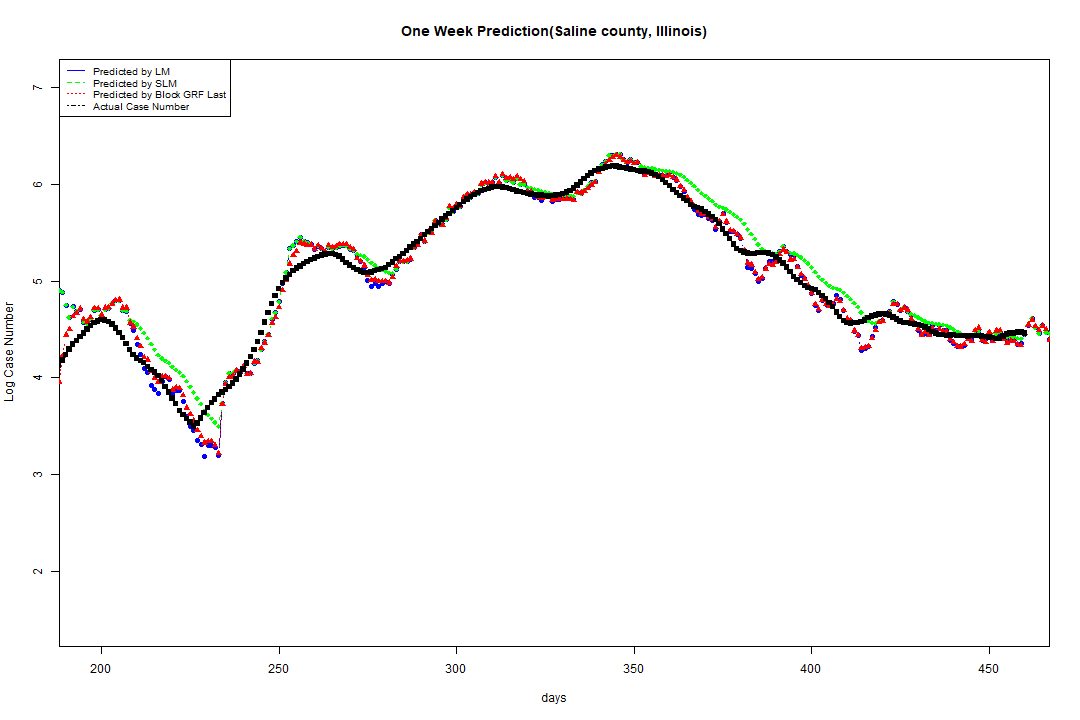 One Week Prediction(Saline county, Illinois)
Predicted by LM
Predicted by SLM
Predicted by Block GRF Last
Actual Case Number
7
6
5
4
3
2
Log Case Number
200 250 300 350 400 450
days